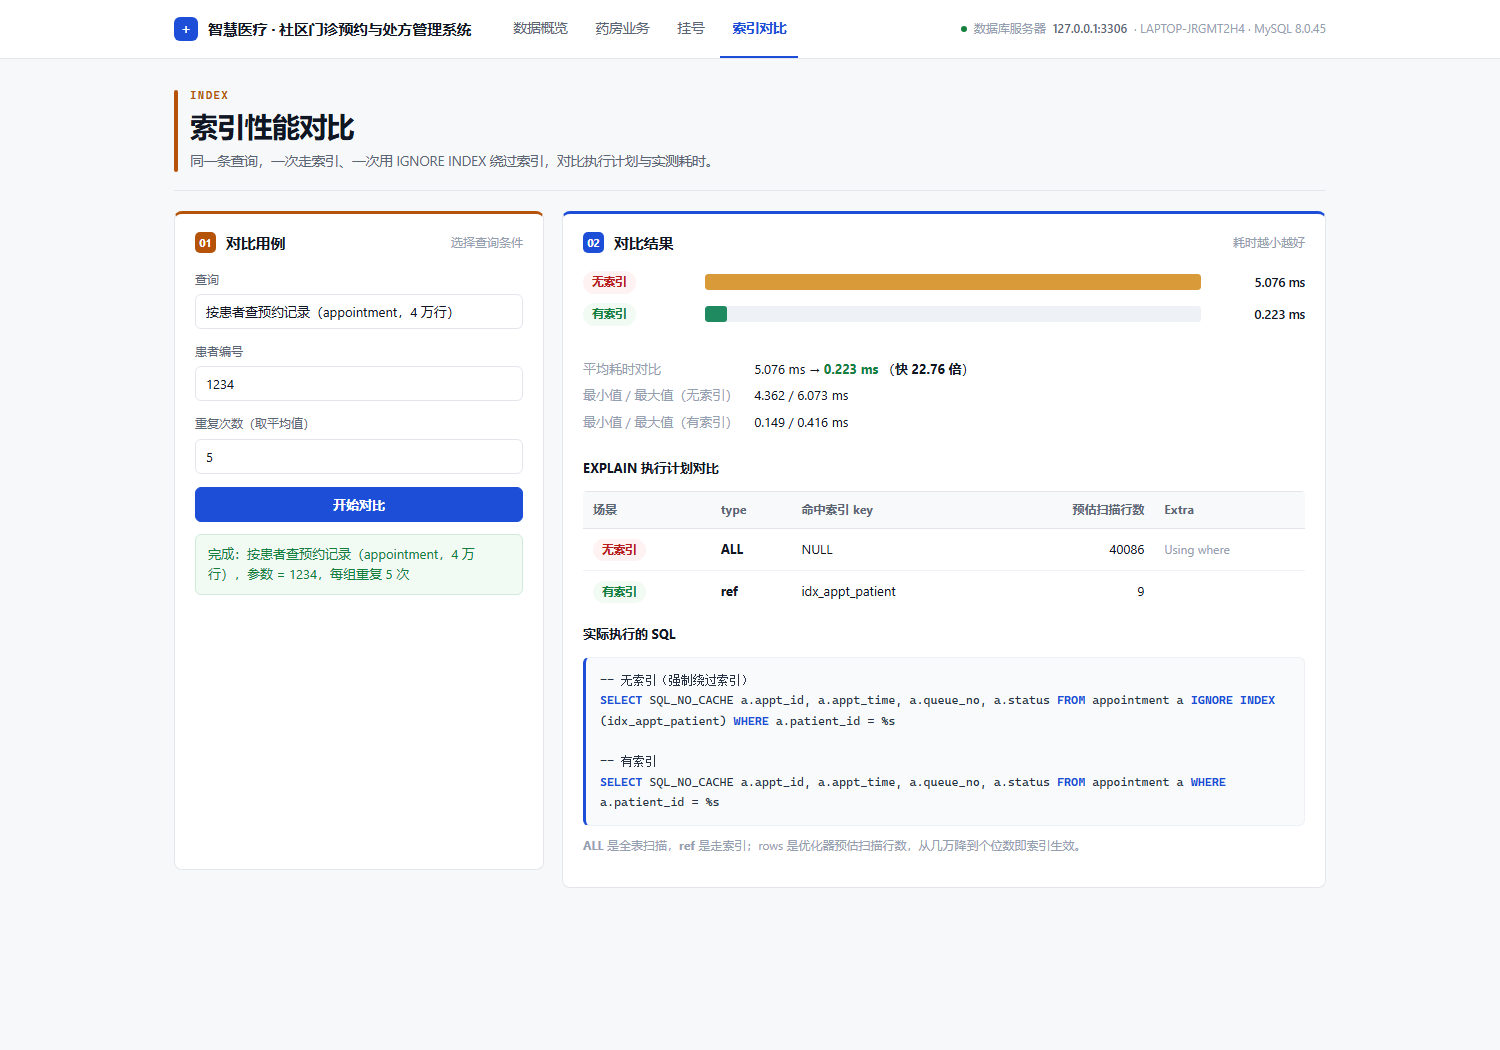 + 智慧医疗 · 社区门诊预约与处方管理系统 数据概览 药房业务 挂号 索引对比 数据库服务器 127.0.0.1:3306 · LAPTOP-JRGMT2H4 · MySQL 8.0.45
INDEX
索引性能对比
同一条查询，一次走索引、一次用 IGNORE INDEX 绕过索引，对比执行计划与实测耗时。
01 对比用例 选择查询条件
查询
按患者查预约记录（appointment，4 万行）
患者编号
1234
重复次数（取平均值）
5
开始对比
完成：按患者查预约记录（appointment，4 万
行），参数 = 1234，每组重复 5 次
02 对比结果 耗时越小越好
无索引 5.076 ms
有索引 0.223 ms
平均耗时对比 5.076 ms → 0.223 ms （快 22.76 倍）
最小值 / 最大值（无索引） 4.362 / 6.073 ms
最小值 / 最大值（有索引） 0.149 / 0.416 ms
EXPLAIN 执行计划对比
场景 type 命中索引 key 预估扫描行数 Extra
无索引 ALL NULL 40086 Using where
有索引 ref idx_appt_patient 9
实际执行的 SQL
-- 无索引（强制绕过索引）
SELECT SQL_NO_CACHE a.appt_id, a.appt_time, a.queue_no, a.status FROM appointment a IGNORE INDEX
(idx_appt_patient) WHERE a.patient_id = %s
-- 有索引
SELECT SQL_NO_CACHE a.appt_id, a.appt_time, a.queue_no, a.status FROM appointment a WHERE
a.patient_id = %s
ALL 是全表扫描，ref 是走索引；rows 是优化器预估扫描行数，从几万降到个位数即索引生效。